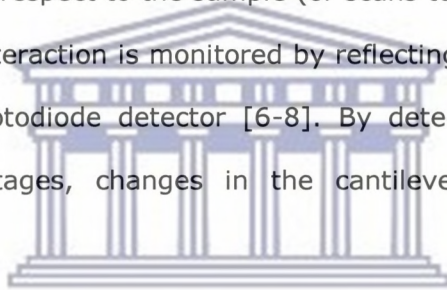 respect to the sample (or scans to
teraction is monitored by reflecting
otodiode detector [6-8]. By dete
tages, changes in the cantileve